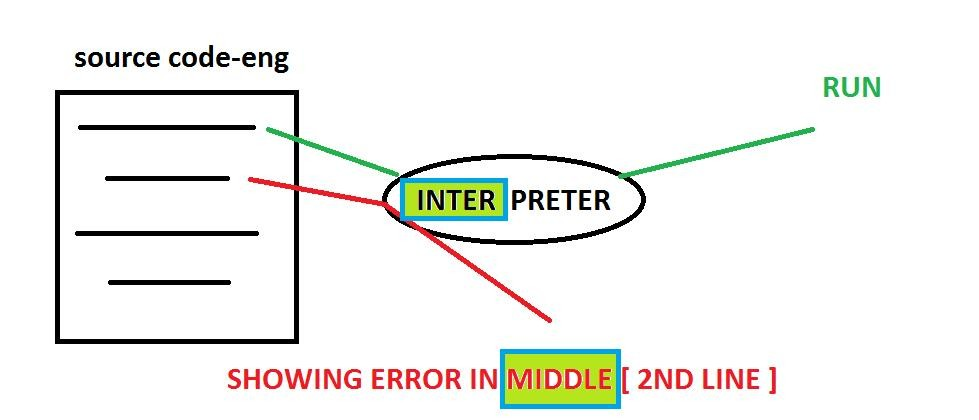 source code-eng
RUN
INTER PRETER
SHOWING ERROR IN MIDDLE [ 2ND LINE ]